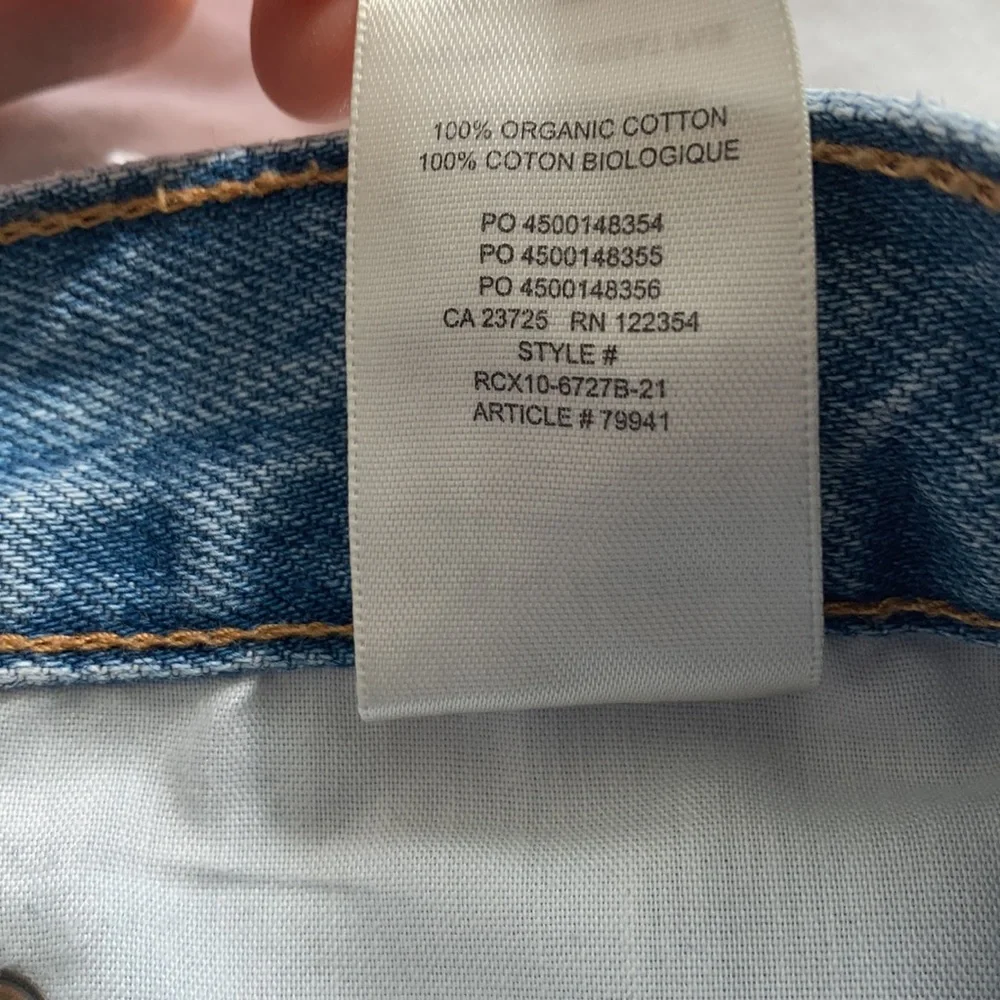 100% ORGANIC COTTON
100% COTON BIOLOGIQUE
PO 4500148354
PO 4500148355
PO 4500148356
CA 23725 RN 122354
STYLE #
RCX10-6727B-21
ARTICLE # 79941